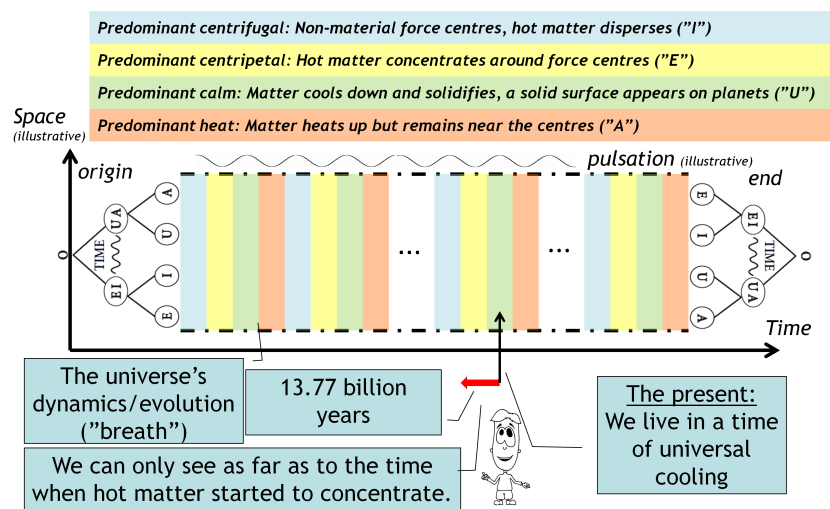 Predominant centrifugal: Non-material force centres, hot matter disperses (”I”)
Predominant centripetal: Hot matter concentrates around force centres (”E”)
Predominant calm: Matter cools down and solidifies, a solid surface appears on planets (”U”)
Predominant heat: Matter heats up but remains near the centres (”A”)
Space
(illustrative)
origin
pulsation (illustrative)
end
O
TIME
UA
EI
A
U
I
E
...
...
E
I
U
A
EI
UA
TIME
O
Time
The universe’s
dynamics/evolution
(”breath”)
13.77 billion
years
The present:
We live in a time
of universal
cooling
We can only see as far as to the time
when hot matter started to concentrate.